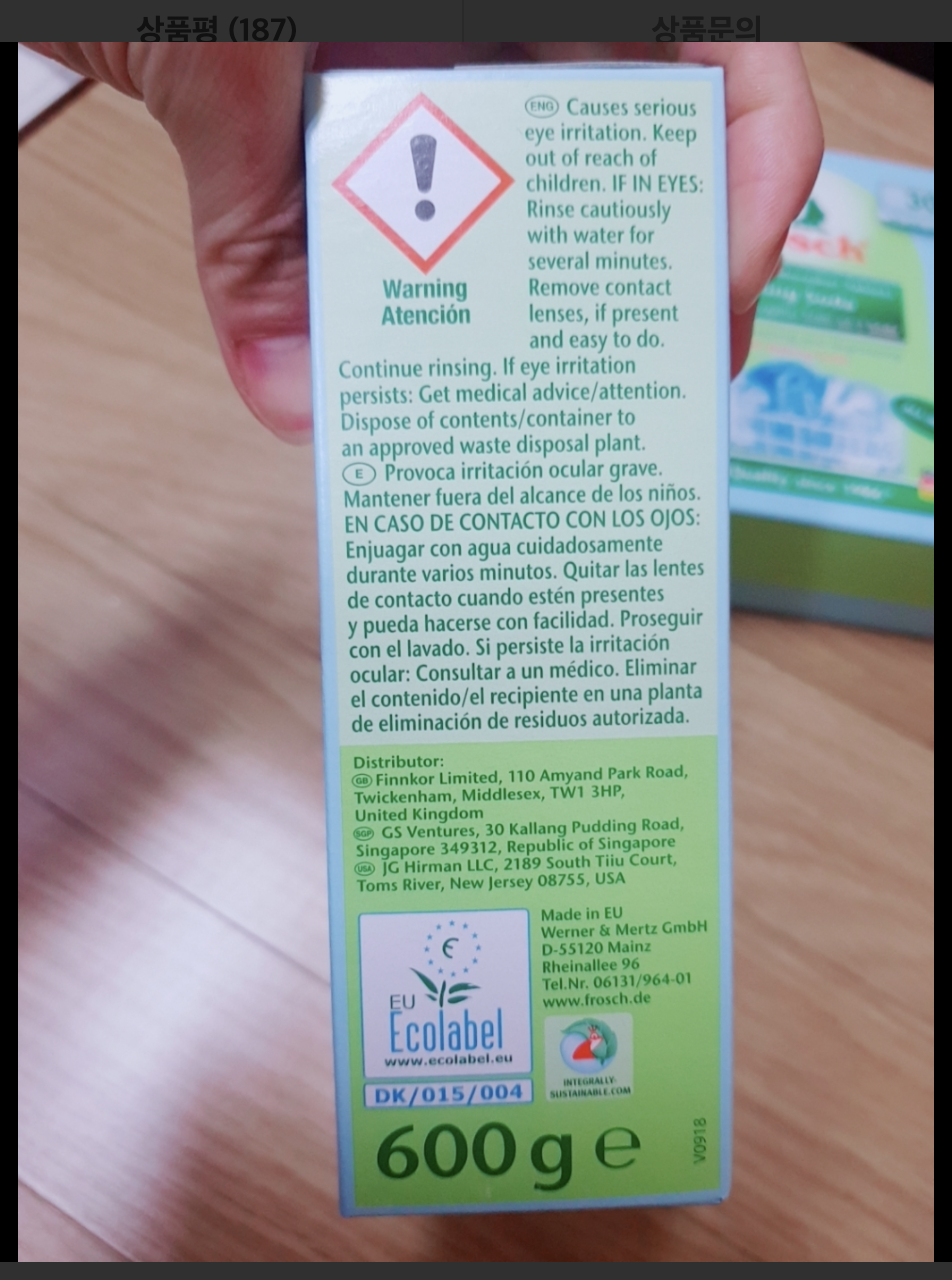 상품평 (187)
상품문의
ENG Causes serious
eye irritation. Keep
out of reach of
children. IF IN EYES:
Rinse cautiously
with water for
several minutes.
Remove contact
lenses, if present
and easy to do.
Warning
Atención
Continue rinsing. If eye irritation
persists: Get medical advice/attention.
Dispose of contents/container to
an approved waste disposal plant.
E Provoca irritación ocular grave.
Mantener fuera del alcance de los niños.
EN CASO DE CONTACTO CON LOS OJOS:
Enjuagar con agua cuidadosamente
durante varios minutos. Quitar las lentes
de contacto cuando estén presentes
y pueda hacerse con facilidad. Proseguir
con el lavado. Si persiste la irritación
ocular: Consultar a un médico. Eliminar
el contenido/el recipiente en una planta
de eliminación de residuos autorizada.
Distributor:
GB Finnkor Limited, 110 Amyand Park Road,
Twickenham, Middlesex, TW1 3HP,
United Kingdom
SGP GS Ventures, 30 Kallang Pudding Road,
Singapore 349312, Republic of Singapore
USA JG Hirman LLC, 2189 South Tiiu Court,
Toms River, New Jersey 08755, USA
Made in EU
Werner & Mertz GmbH
D-55120 Mainz
Rheinallee 96
Tel.Nr. 06131/964-01
www.frosch.de
EU
Ecolabel
www.ecolabel.eu
DK/015/004
INTEGRALLY-
SUSTAINABLE.COM
600 g e
V0918
Quality since 1986